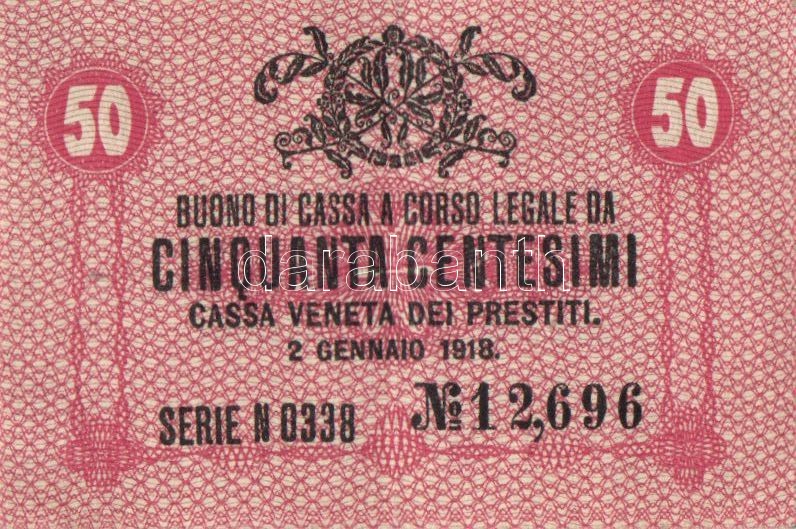 50 50
BUONO DI CASSA A CORSO LEGALE DA
CINQUANTA CENTESIMI
darabanth
CASSA VENETA DEI PRESTITI.
2 GENNAIO 1918.
SERIE N 0338 № 12,696